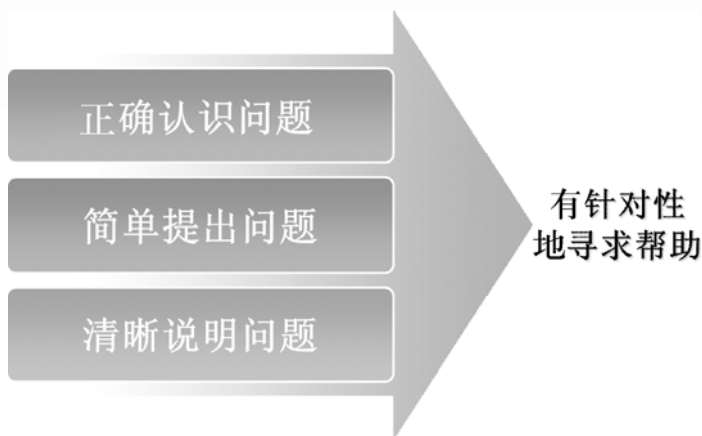 正确认识问题
简单提出问题
清晰说明问题
有针对性
地寻求帮助